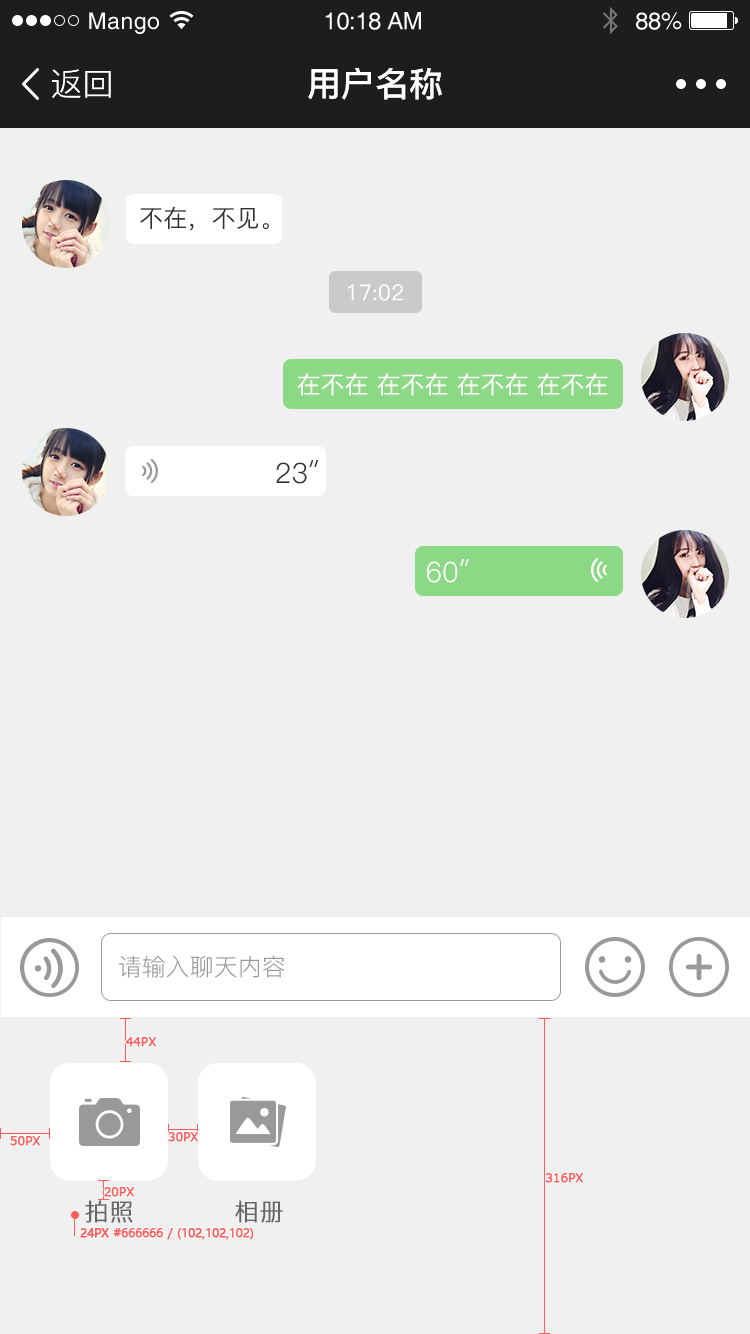 Mango 10:18 AM 88%
返回 用户名称
不在，不见。
17:02
在不在 在不在 在不在 在不在
23″
60″
请输入聊天内容
44PX
50PX
30PX
316PX
20PX
拍照 相册
24PX #666666 / (102,102,102)